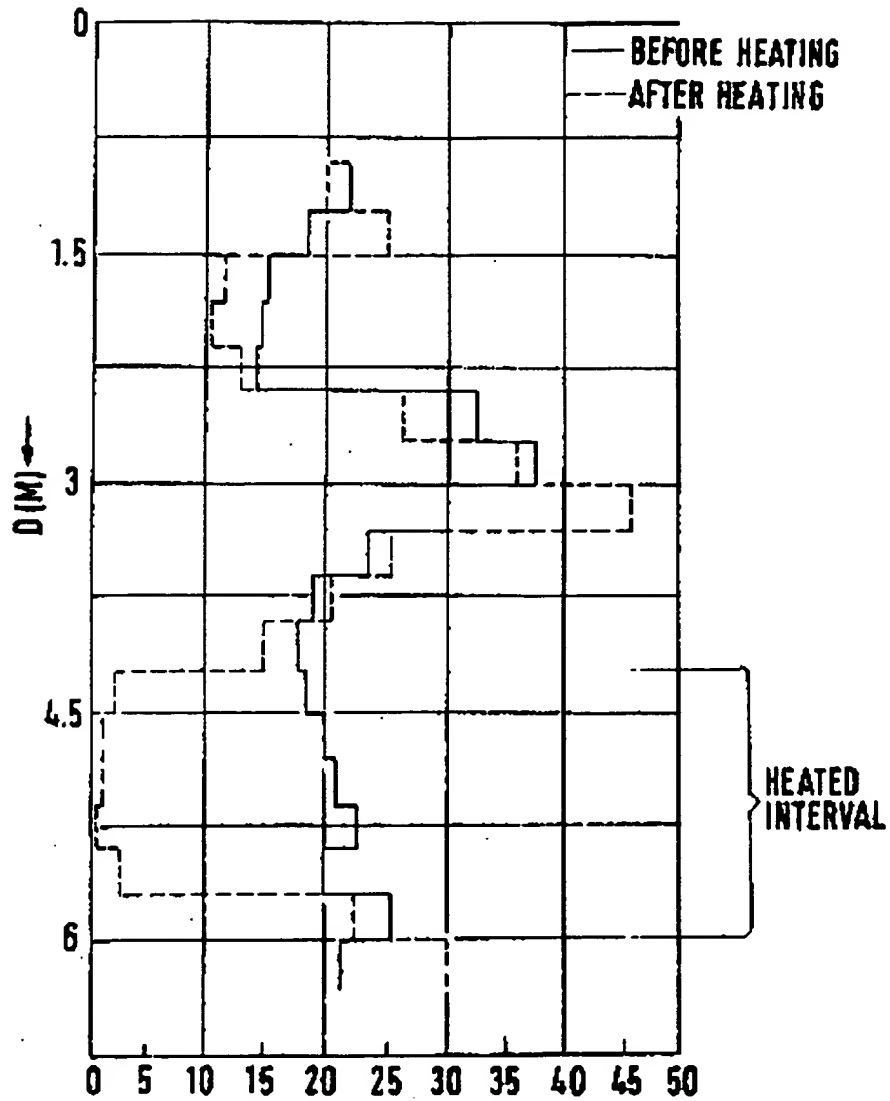 0
BEFORE HEATING
AFTER HEATING
1.5
D(M)
3
4.5
HEATED
INTERVAL
6
0 5 10 15 20 25 30 35 40 45 50